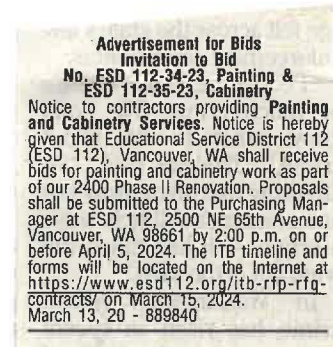 Advertisement for Bids
Invitation to Bid
No. ESD 112-34-23, Painting &
ESD 112-35-23, Cabinetry
Notice to contractors providing Painting
and Cabinetry Services. Notice is hereby
given that Educational Service District 112
(ESD 112), Vancouver, WA shall receive
bids for painting and cabinetry work as part
of our 2400 Phase II Renovation. Proposals
shall be submitted to the Purchasing Man-
ager at ESD 112, 2500 NE 65th Avenue,
Vancouver, WA 98661 by 2:00 p.m. on or
before April 5, 2024. The ITB timeline and
forms will be located on the Internet at
https://www.esd112.org/itb-rfp-rfq-
contracts/ on March 15, 2024.
March 13, 20 - 889840